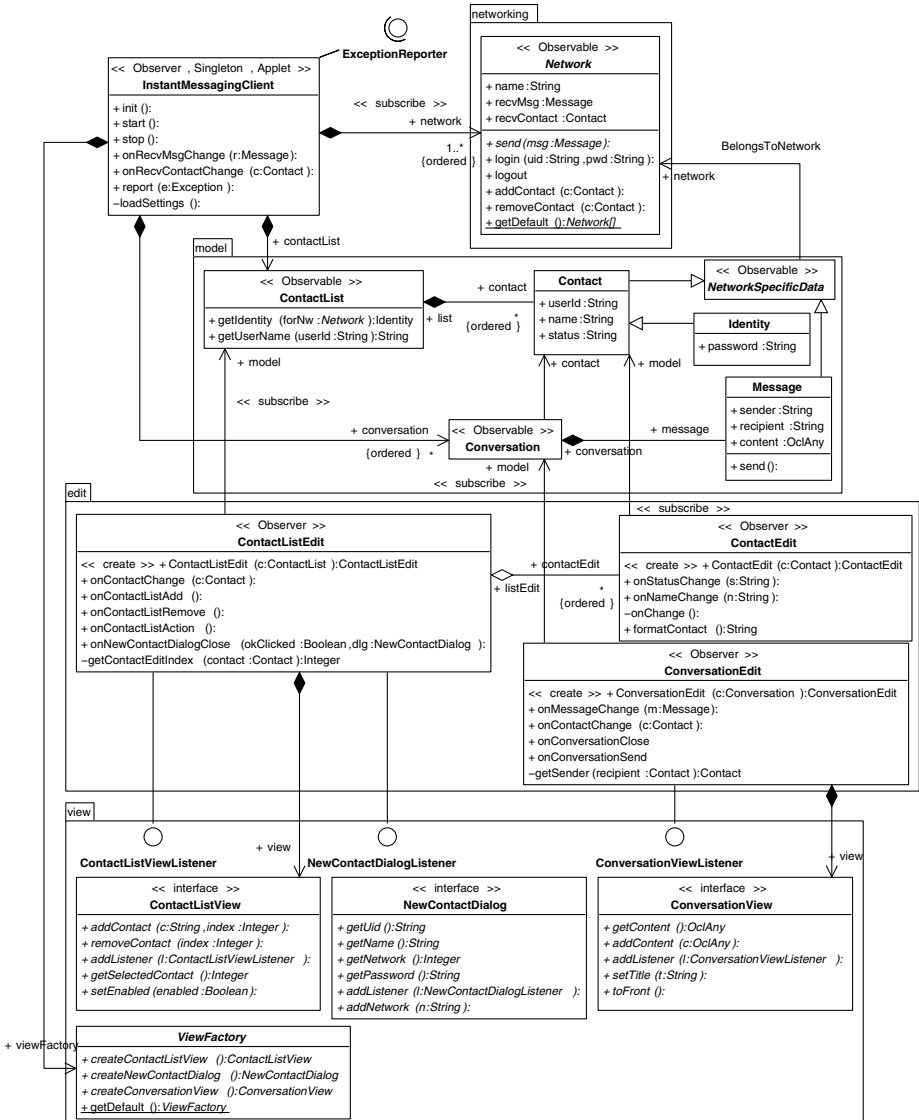 networking
<< Observable >>
Network
+ name :String
+ recvMsg :Message
+ recvContact :Contact
+ send (msg :Message):
+ login (uid :String ,pwd :String ):
+ logout
+ addContact (c:Contact ):
+ removeContact (c:Contact ):
+ getDefault ():Network[]
ExceptionReporter
<< Observer , Singleton , Applet >>
InstantMessagingClient
+ init ():
+ start ():
+ stop ():
+ onRecvMsgChange (r:Message):
+ onRecvContactChange (c:Contact ):
+ report (e:Exception ):
−loadSettings ():
<< subscribe >>
+ network
1..*
{ordered }
BelongsToNetwork
+ network
+ contactList
model
<< Observable >>
ContactList
+ getIdentity (forNw :Network ):Identity
+ getUserName (userId :String ):String
+ contact
+ list
*
{ordered }
Contact
+ userId :String
+ name :String
+ status :String
<< Observable >>
NetworkSpecificData
Identity
+ password :String
+ model
+ contact
+ model
<< subscribe >>
Message
+ sender :String
+ recipient :String
+ content :OclAny
+ send ():
+ conversation
{ordered } *
<< Observable >>
Conversation
+ message
+ conversation
+ model
<< subscribe >>
edit
<< subscribe >>
<< Observer >>
ContactListEdit
<< create >> + ContactListEdit (c:ContactList ):ContactListEdit
+ onContactChange (c:Contact ):
+ onContactListAdd ():
+ onContactListRemove ():
+ onContactListAction ():
+ onNewContactDialogClose (okClicked :Boolean ,dlg :NewContactDialog ):
−getContactEditIndex (contact :Contact ):Integer
+ contactEdit
+ listEdit
*
{ordered }
<< Observer >>
ContactEdit
<< create >> + ContactEdit (c:Contact ):ContactEdit
+ onStatusChange (s:String ):
+ onNameChange (n:String ):
−onChange ():
+ formatContact ():String
<< Observer >>
ConversationEdit
<< create >> + ConversationEdit (c:Conversation ):ConversationEdit
+ onMessageChange (m:Message):
+ onContactChange (c:Contact ):
+ onConversationClose
+ onConversationSend
−getSender (recipient :Contact ):Contact
view
+ view
+ view
ContactListViewListener
NewContactDialogListener
ConversationViewListener
<< interface >>
ContactListView
+ addContact (c:String ,index :Integer ):
+ removeContact (index :Integer ):
+ addListener (l:ContactListViewListener ):
+ getSelectedContact ():Integer
+ setEnabled (enabled :Boolean ):
<< interface >>
NewContactDialog
+ getUid ():String
+ getName ():String
+ getNetwork ():Integer
+ getPassword ():String
+ addListener (l:NewContactDialogListener ):
+ addNetwork (n:String ):
<< interface >>
ConversationView
+ getContent ():OclAny
+ addContent (c:OclAny ):
+ addListener (l:ConversationViewListener ):
+ setTitle (t:String ):
+ toFront ():
+ viewFactory
ViewFactory
+ createContactListView ():ContactListView
+ createNewContactDialog ():NewContactDialog
+ createConversationView ():ConversationView
+ getDefault ():ViewFactory